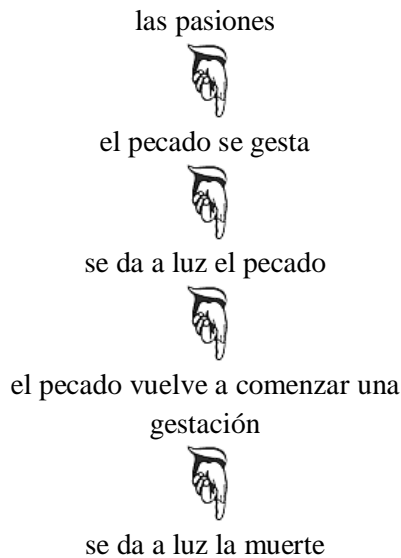 las pasiones
el pecado se gesta
se da a luz el pecado
el pecado vuelve a comenzar una
gestación
se da a luz la muerte